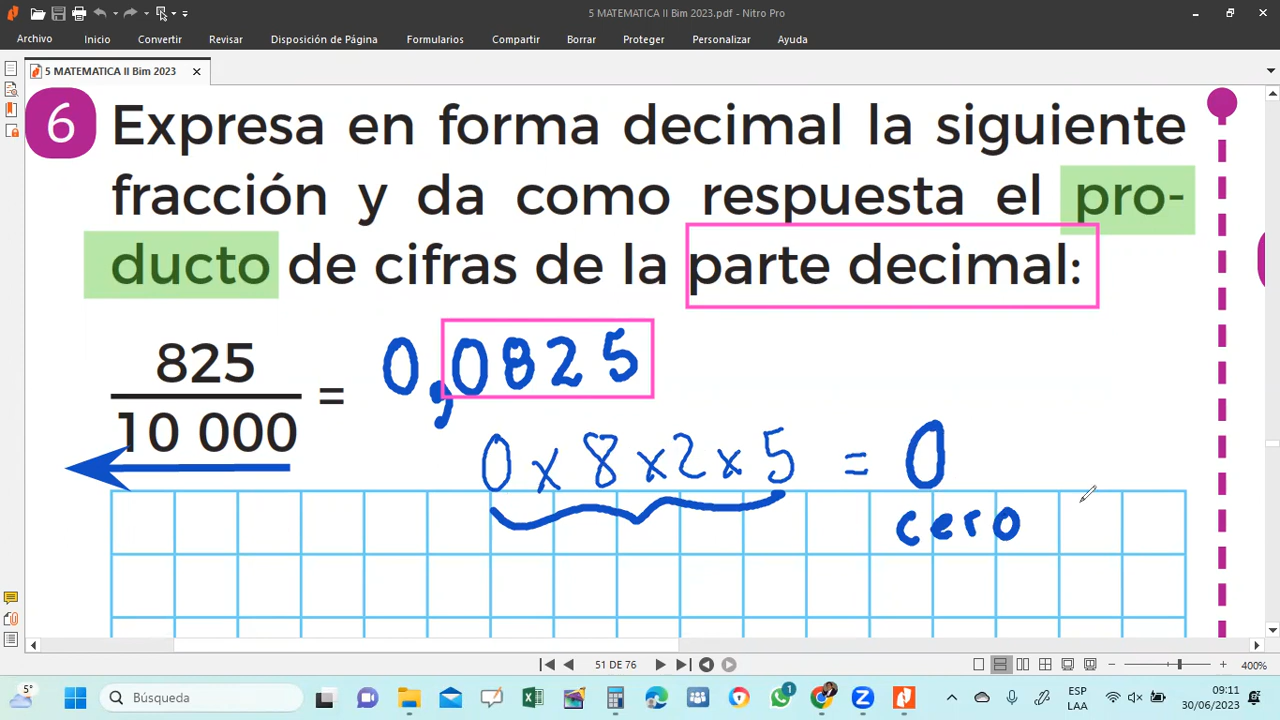 5 MATEMATICA II Bim 2023.pdf - Nitro Pro
Archivo Inicio Convertir Revisar Disposición de Página Formularios Compartir Borrar Proteger Personalizar Ayuda
5 MATEMATICA II Bim 2023
6 Expresa en forma decimal la siguiente
fracción y da como respuesta el pro-
ducto de cifras de la parte decimal:
825
10 000
= 0,0825
0 x 8 x 2 x 5 = 0
cero
51 DE 76
400%
5°
Búsqueda
1
ESP
LAA
09:11
30/06/2023